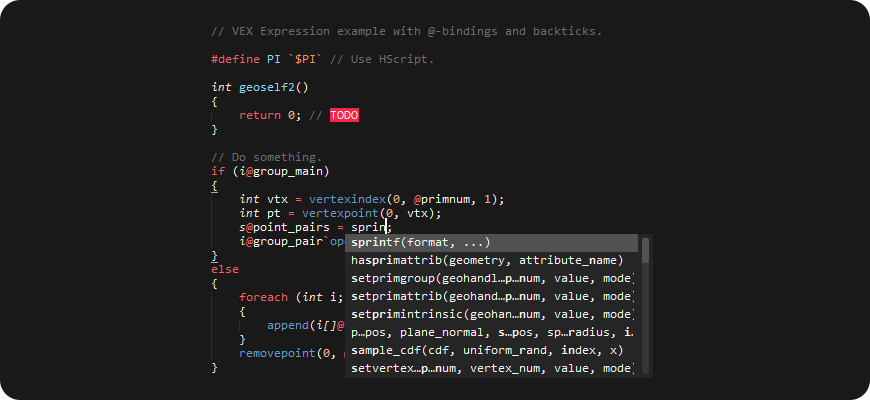 // VEX Expression example with @-bindings and backticks.
#define PI `$PI` // Use HScript.
int geoself2()
{
return 0; // TODO
}
// Do something.
if (i@group_main)
{
int vtx = vertexindex(0, @primnum, 1);
int pt = vertexpoint(0, vtx);
s@point_pairs = sprin;
i@group_pair`op
sprintf(format, ...)
hasprimattrib(geometry, attribute_name)
setprimgroup(geohandl…p…num, value, mode)
setprimattrib(geohand…p…num, value, mode)
setprimintrinsic(geohan…num, value, mode)
p…pos, plane_normal, s…pos, sp…radius, i…
sample_cdf(cdf, uniform_rand, index, x)
setvertex…p…num, vertex_num, value, mode)
}
else
{
foreach (int i;
{
append(i[]@
}
removepoint(0,
}